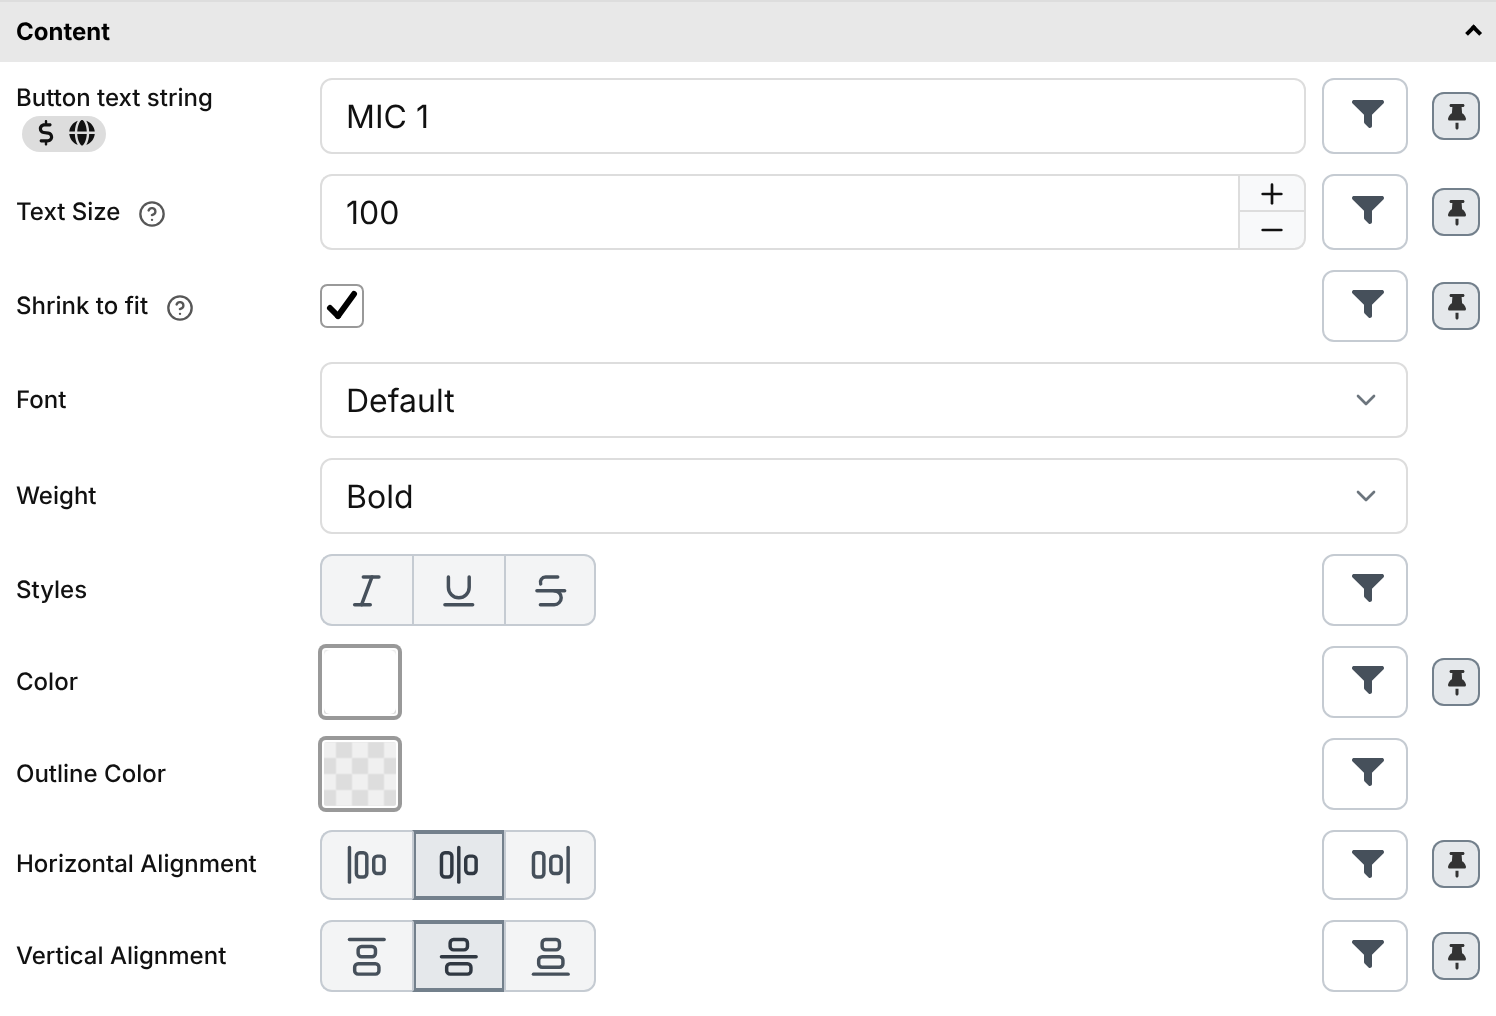 Content
Button text string
$
MIC 1
Text Size ?
100
Shrink to fit ?
Font
Default
Weight
Bold
Styles
I U S
Color
Outline Color
Horizontal Alignment
Vertical Alignment